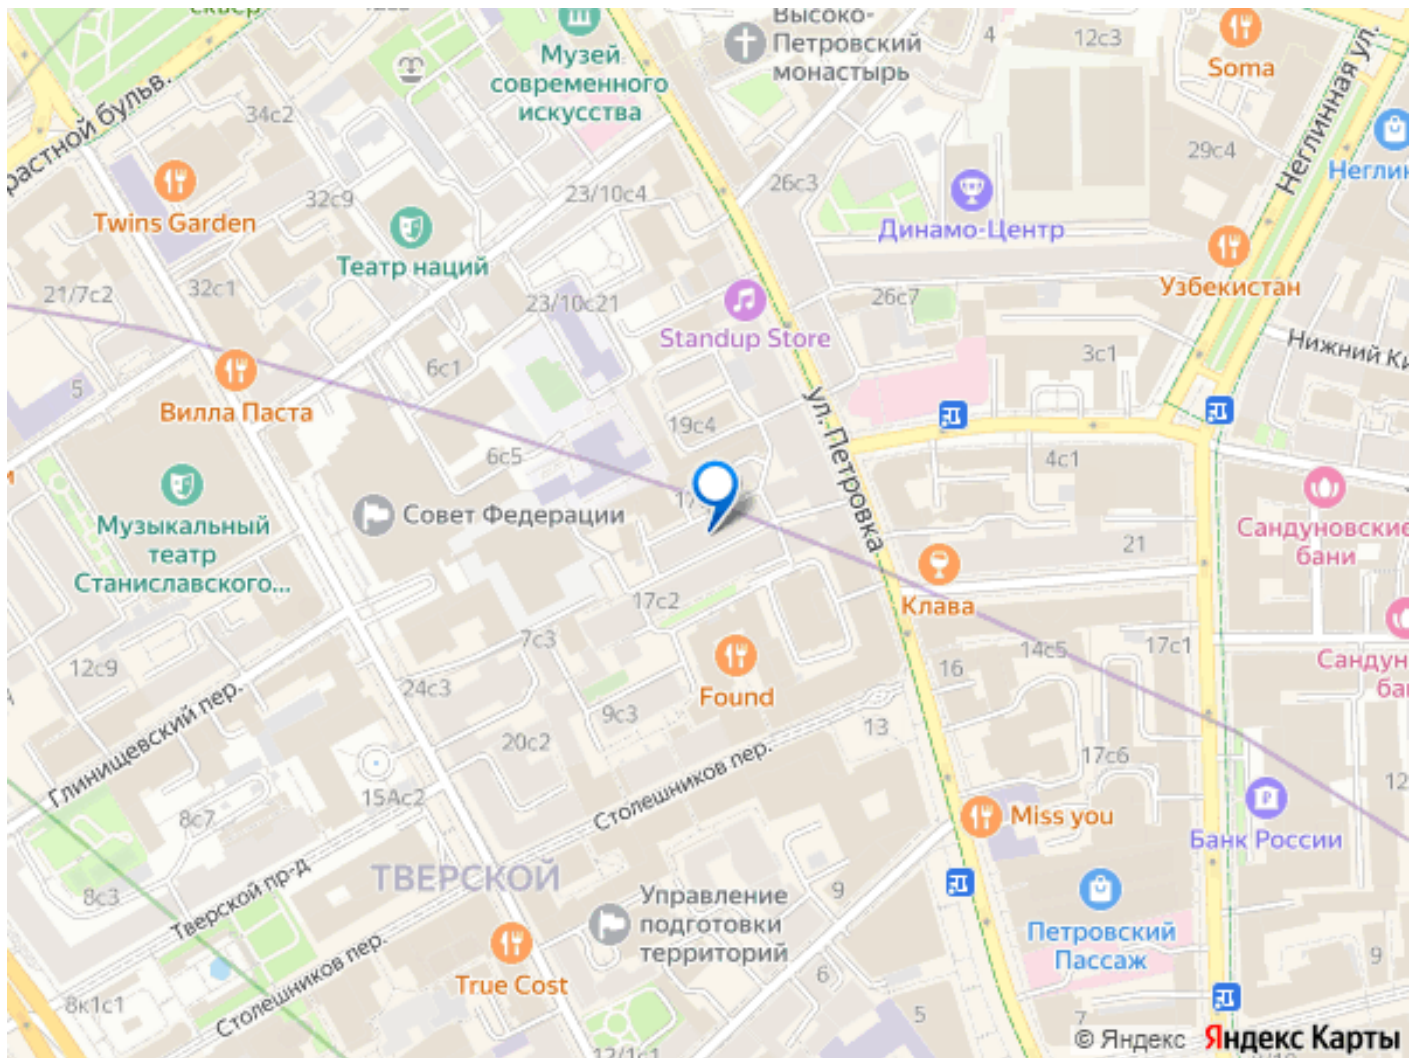 12с3
Высоко-
Петровский
монастырь
4
12с3
Soma
Музей
современного
искусства
Неглинная ул.
34с2
29с4
Twins Garden
32с9
23/10с4
26с3
Динамо-Центр
Театр наций
21/7с2
32с1
23/10с21
26с7
Узбекистан
Standup Store
Нижний Ки
3с1
6с1
5
Вилла Паста
19с4
ул. Петровка
6с5
4с1
Совет Федерации
Музыкальный
театр
Станиславского...
Сандуновские
бани
21
Клава
17с2
7с3
14с5
17с1
12с9
16
24с3
Found
Глинищевский пер.
9с3
13
20с2
17с6
Столешников пер.
15Ас2
8с7
Miss you
12
Банк России
ТВЕРСКОЙ
8с3
Тверской пр-д
Управление
подготовки
территорий
9
Петровский
Пассаж
9
Столешников пер.
True Cost
6
8к1с1
5
7
12/1с1
© Яндекс Яндекс Карты